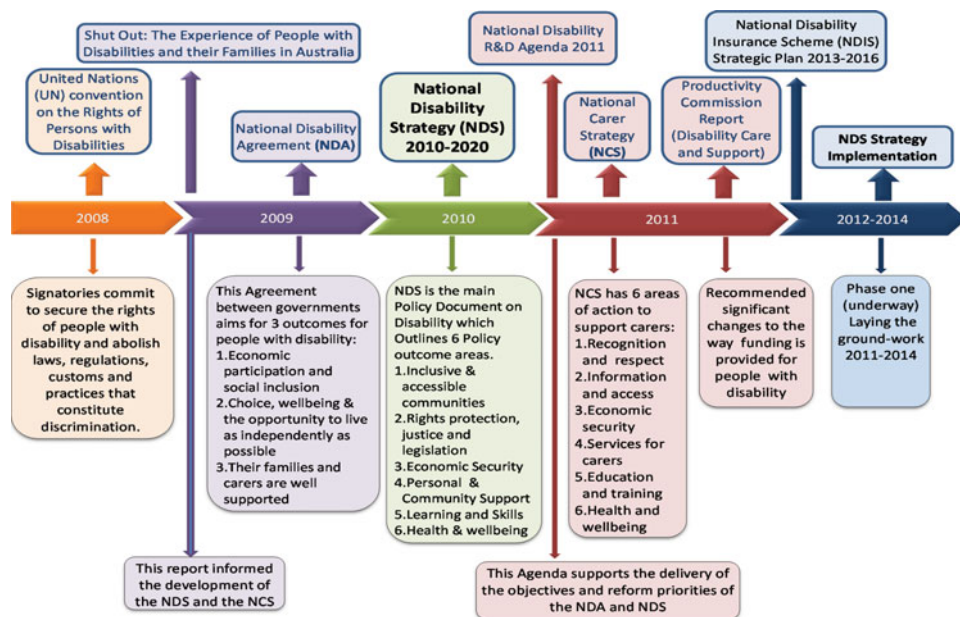 Shut Out: The Experience of People with
Disabilities and their Families in Australia
National Disability
R&D Agenda 2011
National Disability
Insurance Scheme (NDIS)
Strategic Plan 2013-2016
United Nations
(UN) convention
on the Rights of
Persons with
Disabilities
National Disability
Agreement (NDA)
National
Disability
Strategy (NDS)
2010-2020
National
Carer
Strategy
(NCS)
Productivity
Commission
Report
(Disability Care
and Support)
NDS Strategy
Implementation
2008
2009
2010
2011
2012-2014
Signatories commit
to secure the rights
of people with
disability and abolish
laws, regulations,
customs and
practices that
constitute
discrimination.
This Agreement
between governments
aims for 3 outcomes for
people with disability:
1.Economic
participation and
social inclusion
2.Choice, wellbeing &
the opportunity to live
as independently as
possible
3.Their families and
carers are well
supported
NDS is the main
Policy Document on
Disability which
Outlines 6 Policy
outcome areas.
1.Inclusive &
accessible
communities
2.Rights protection,
justice and
legislation
3.Economic Security
4.Personal &
Community Support
5.Learning and Skills
6.Health & wellbeing
NCS has 6 areas
of action to
support carers:
1.Recognition
and respect
2.Information
and access
3.Economic
security
4.Services for
carers
5.Education
and training
6.Health and
wellbeing
Recommended
significant
changes to the
way funding is
provided for
people with
disability
Phase one
(underway)
Laying the
ground-work
2011-2014
This report informed
the development of
the NDS and the NCS
This Agenda supports the delivery of
the objectives and reform priorities
of the NDA and NDS